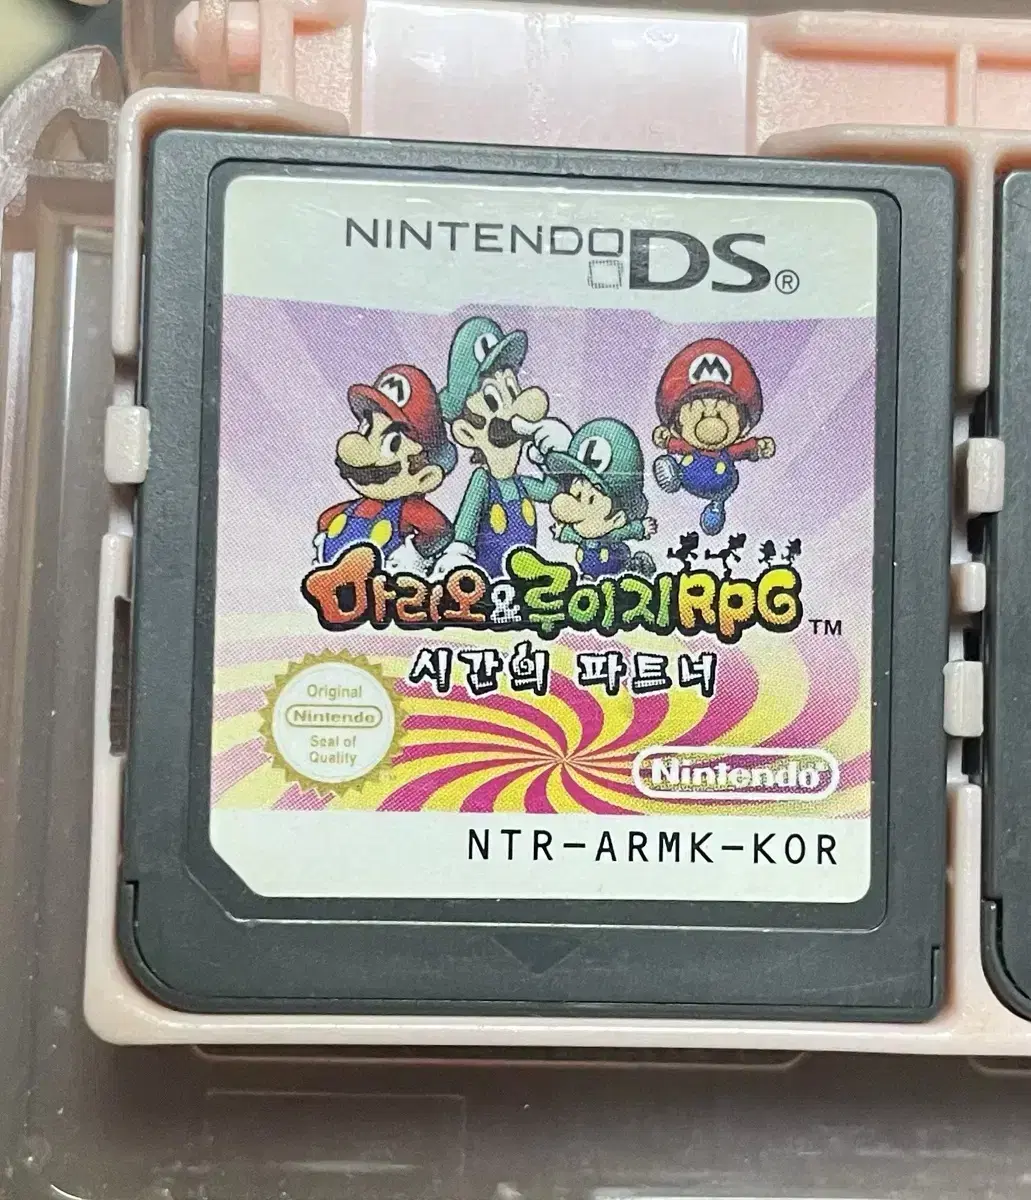 NINTENDO DS®
L
M
L
M
마리오&루이지RPG™
시간의 파트너
Original
Nintendo
Seal of
Quality
Nintendo®
NTR-ARMK-KOR